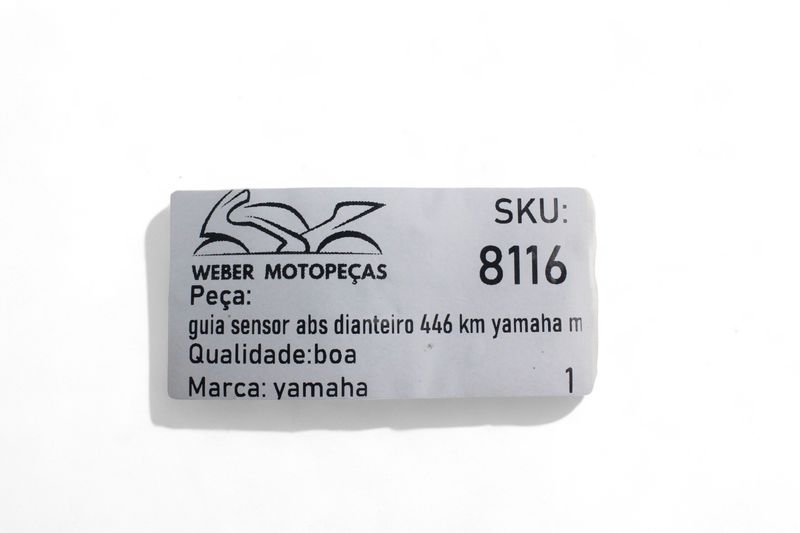 SKU:
8116
WEBER MOTOPEÇAS
Peça:
guia sensor abs dianteiro 446 km yamaha m
Qualidade:boa
Marca: yamaha 1